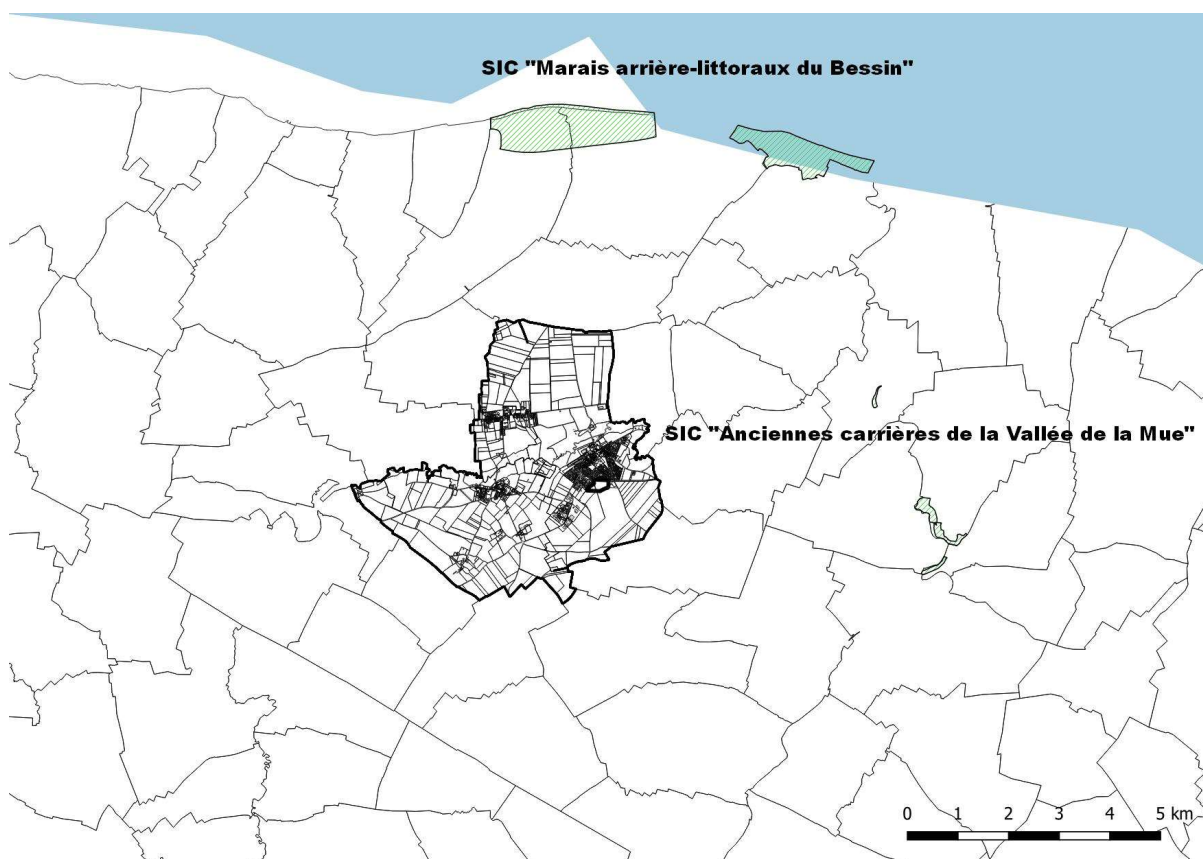 SIC "Marais arrière-littoraux du Bessin"
SIC "Anciennes carrières de la Vallée de la Mue"
0 1 2 3 4 5 km